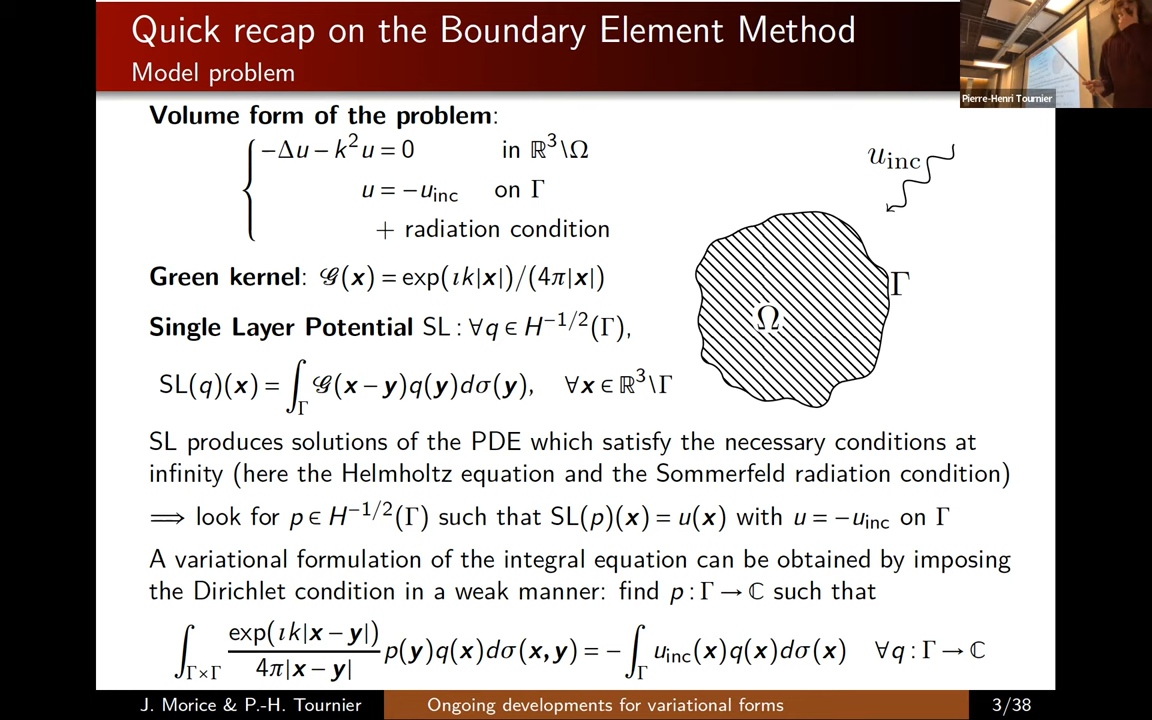 Quick recap on the Boundary Element Method
Model problem
Pierre-Henri Tournier
Volume form of the problem:
−Δu − k²u = 0 in ℝ³\Ω
u = −u_inc on Γ
+ radiation condition
u_inc
Γ
Ω
Green kernel: 𝒢(x) = exp(ık|x|)/(4π|x|)
Single Layer Potential SL : ∀q ∈ H^{−1/2}(Γ),
SL(q)(x) = ∫_Γ 𝒢(x − y)q(y)dσ(y), ∀x ∈ ℝ³\Γ
SL produces solutions of the PDE which satisfy the necessary conditions at
infinity (here the Helmholtz equation and the Sommerfeld radiation condition)
⟹ look for p ∈ H^{−1/2}(Γ) such that SL(p)(x) = u(x) with u = −u_inc on Γ
A variational formulation of the integral equation can be obtained by imposing
the Dirichlet condition in a weak manner: find p : Γ → ℂ such that
∫_{Γ×Γ} exp(ık|x − y|)/(4π|x − y|) p(y)q(x)dσ(x,y) = − ∫_Γ u_inc(x)q(x)dσ(x) ∀q : Γ → ℂ
J. Morice & P.-H. Tournier Ongoing developments for variational forms 3/38